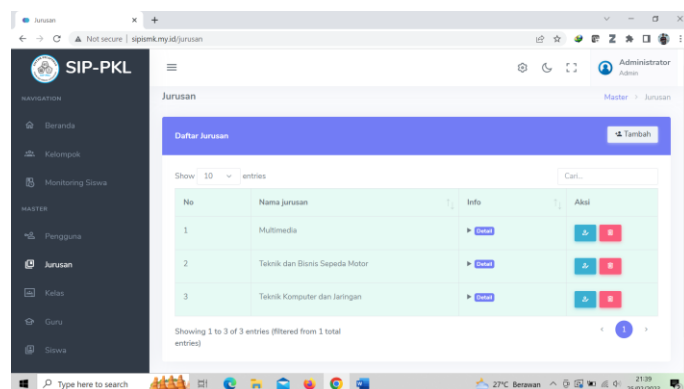 Jurusan
Not secure | sipismk.my.id/jurusan
SIP-PKL
Administrator
Admin
NAVIGATION
Jurusan
Master > Jurusan
Beranda
Daftar Jurusan
Tambah
Kelompok
Monitoring Siswa
Show 10 entries
Cari...
MASTER
No Nama jurusan Info Aksi
Pengguna
1 Multimedia Detail
Jurusan
2 Teknik dan Bisnis Sepeda Motor Detail
Kelas
3 Teknik Komputer dan Jaringan Detail
Guru
Showing 1 to 3 of 3 entries (filtered from 1 total
entries)
1
Siswa
Type here to search
27°C Berawan
21:39